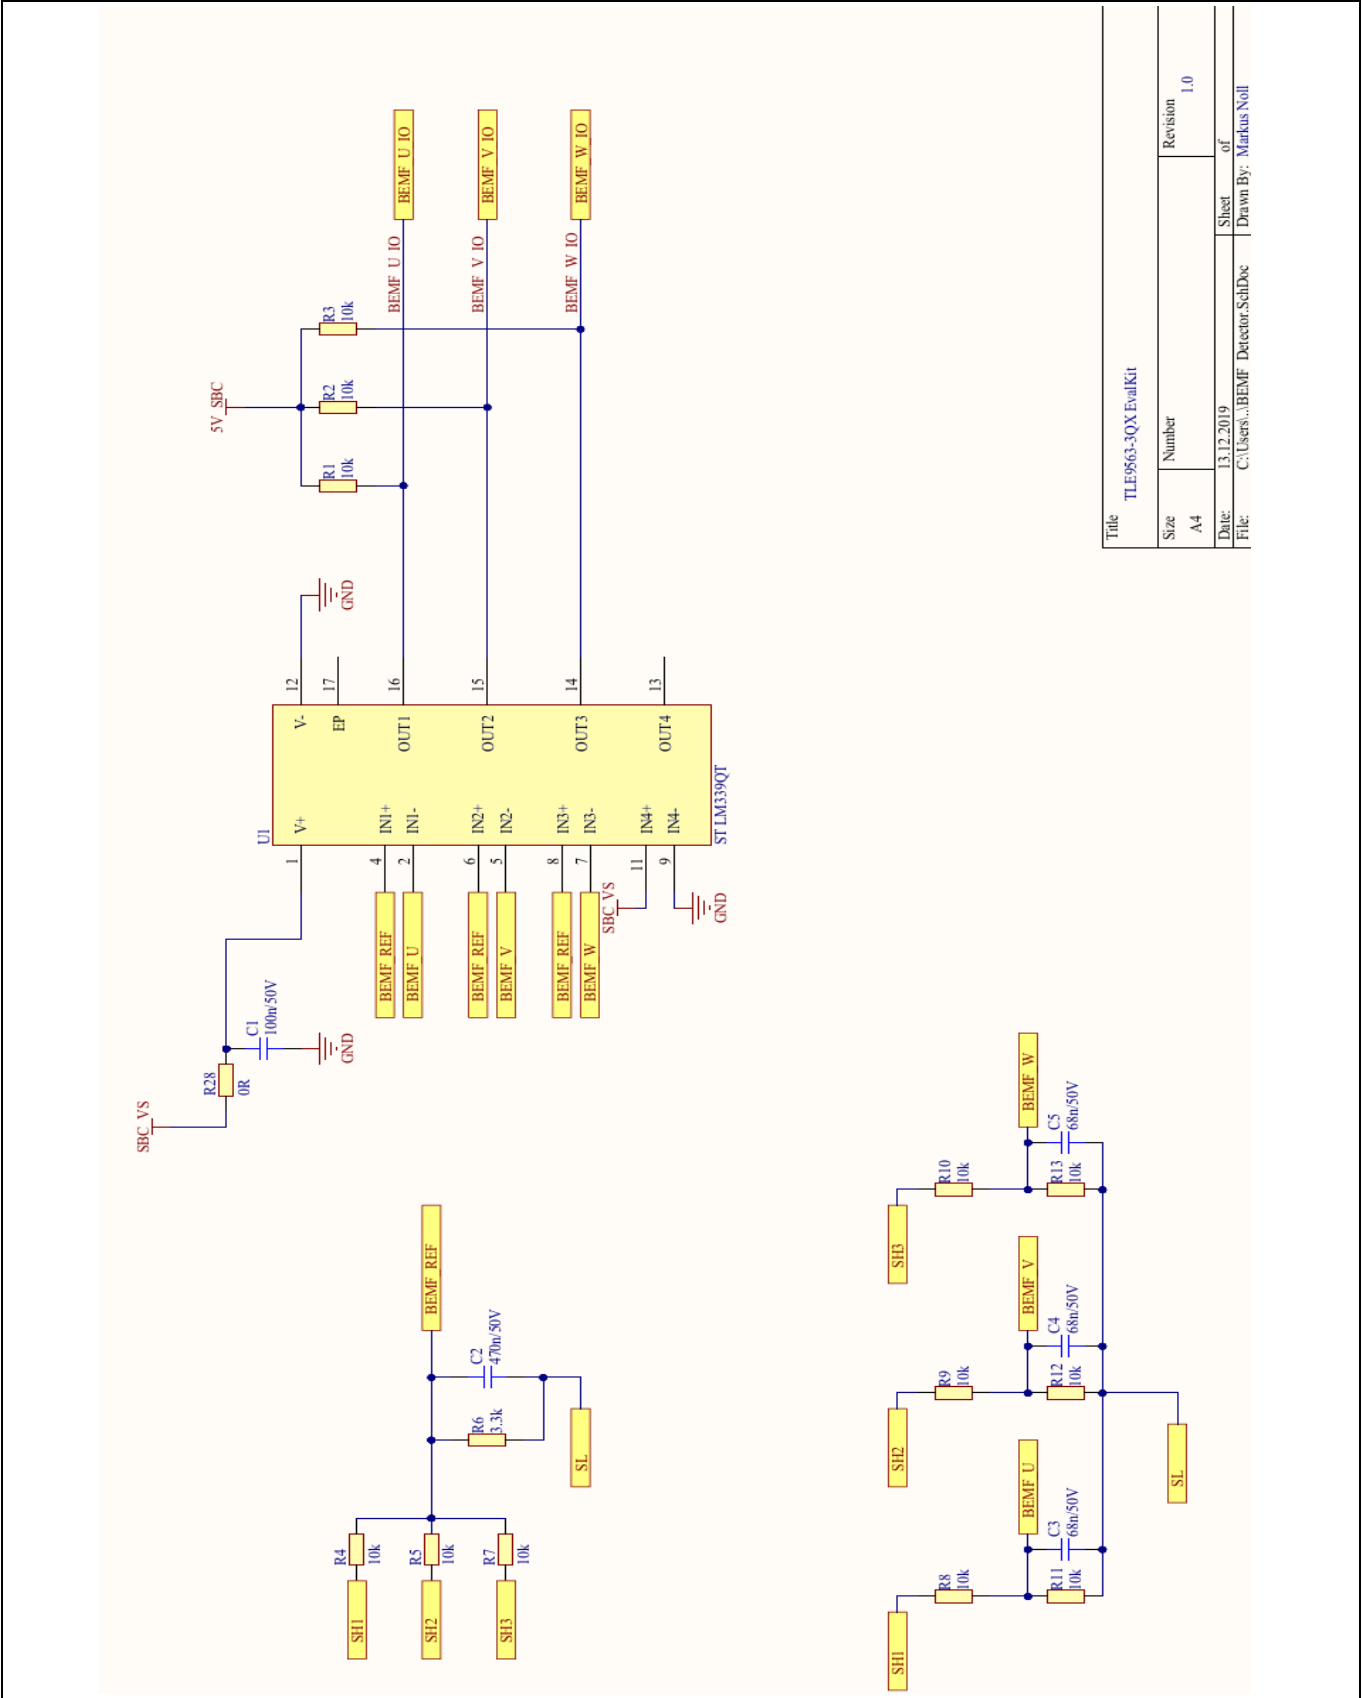 SBC_VS
R28
0R
C1
100n/50V
GND
U1
ST LM339QT
1
V+
4
IN1+
2
IN1-
6
IN2+
5
IN2-
8
IN3+
7
IN3-
11
IN4+
9
IN4-
12
V-
17
EP
16
OUT1
15
OUT2
14
OUT3
13
OUT4
BEMF_REF
BEMF_U
BEMF_REF
BEMF_V
BEMF_REF
BEMF_W
SBC_VS
GND
GND
5V_SBC
R1
10k
R2
10k
R3
10k
BEMF_U_IO
BEMF_U_IO
BEMF_V_IO
BEMF_V_IO
BEMF_W_IO
BEMF_W_IO
SH1
R4
10k
SH2
R5
10k
SH3
R7
10k
R6
3.3k
C2
470n/50V
BEMF_REF
SL
SH1
R8
10k
R11
10k
BEMF_U
C3
68n/50V
SH2
R9
10k
R12
10k
BEMF_V
C4
68n/50V
SH3
R10
10k
R13
10k
BEMF_W
C5
68n/50V
SL
Title
TLE9563-3QX EvalKit
Size
Number
Revision
A4
1.0
Date:
13.12.2019
Sheet
of
File:
C:\Users\..\BEMF_Detector.SchDoc
Drawn By:
Markus Noll